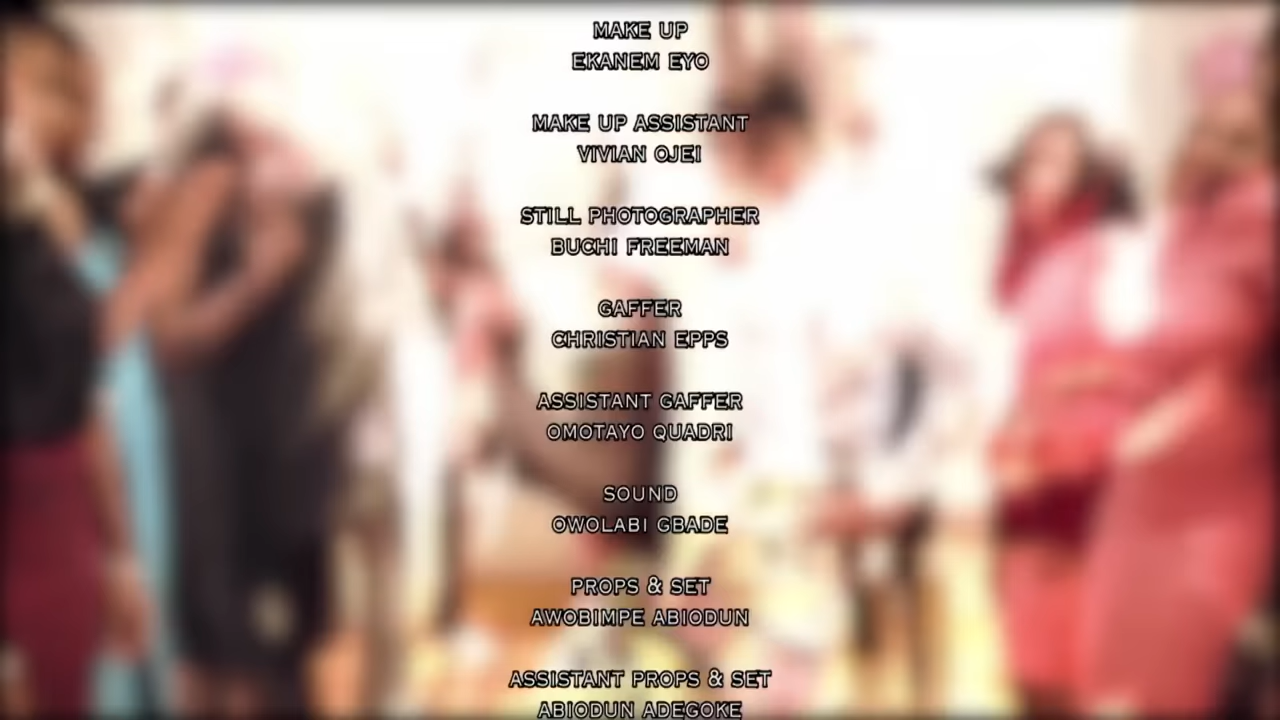 MAKE UP
EKANEM EYO
MAKE UP ASSISTANT
VIVIAN OJEI
STILL PHOTOGRAPHER
BUCHI FREEMAN
GAFFER
CHRISTIAN EPPS
ASSISTANT GAFFER
OMOTAYO QUADRI
SOUND
OWOLABI GBADE
PROPS & SET
AWOBIMPE ABIODUN
ASSISTANT PROPS & SET
ABIODUN ADEGOKE